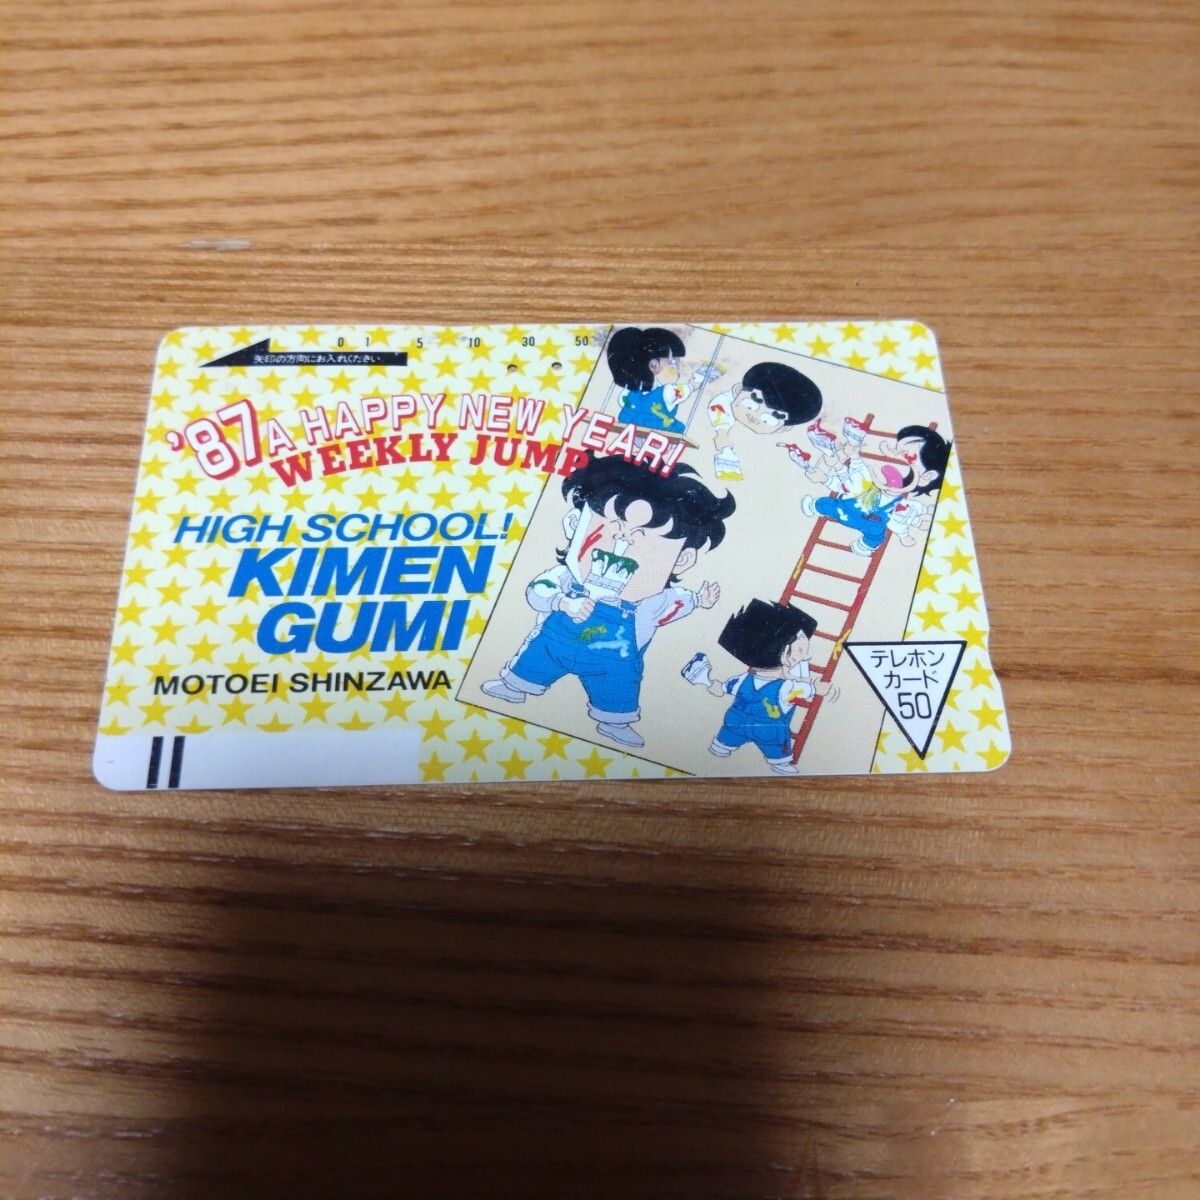 0 1 5 10 30 50
矢印の方向にお入れください
'87 A HAPPY NEW YEAR!
WEEKLY JUMP
HIGH SCHOOL!
KIMEN
GUMI
MOTOEI SHINZAWA
テレホン
カード
50